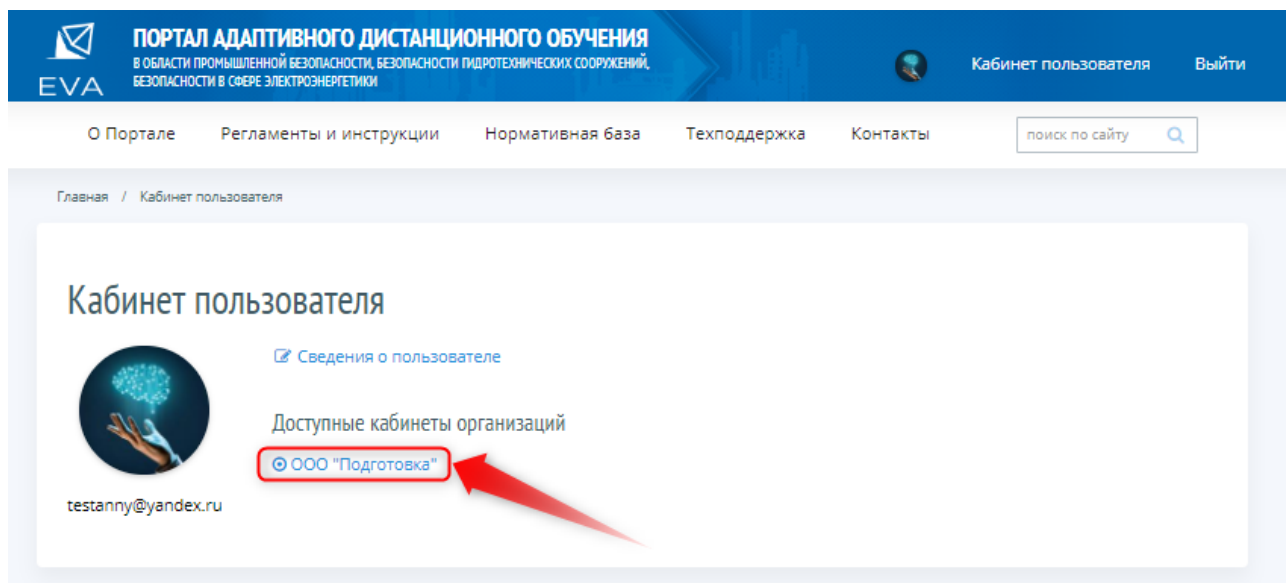 ПОРТАЛ АДАПТИВНОГО ДИСТАНЦИОННОГО ОБУЧЕНИЯ
В ОБЛАСТИ ПРОМЫШЛЕННОЙ БЕЗОПАСНОСТИ, БЕЗОПАСНОСТИ ГИДРОТЕХНИЧЕСКИХ СООРУЖЕНИЙ,
БЕЗОПАСНОСТИ В СФЕРЕ ЭЛЕКТРОЭНЕРГЕТИКИ
EVA
Кабинет пользователя Выйти
О Портале Регламенты и инструкции Нормативная база Техподдержка Контакты поиск по сайту
Главная / Кабинет пользователя
Кабинет пользователя
Сведения о пользователе
Доступные кабинеты организаций
ООО "Подготовка"
testanny@yandex.ru